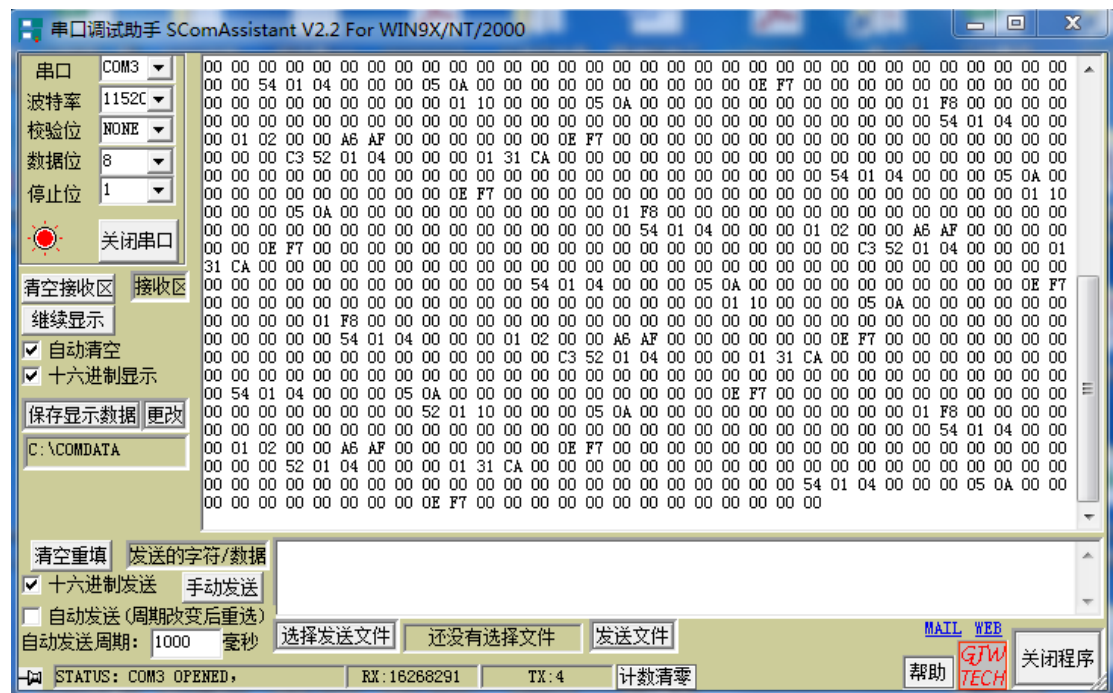 串口调试助手 SComAssistant V2.2 For WIN9X/NT/2000
串口 COM3
波特率 11520
校验位 NONE
数据位 8
停止位 1
关闭串口
清空接收区 接收区
继续显示
自动清空
十六进制显示
保存显示数据 更改
C:\COMDATA
00 00 00 00 00 00 00 00 00 00 00 00 00 00 00 00 00 00 00 00 00 00 00 00 00 00 00 00 00 00 00 00
00 00 54 01 04 00 00 00 05 0A 00 00 00 00 00 00 00 00 00 00 0E F7 00 00 00 00 00 00 00 00 00 00
00 00 00 00 00 00 00 00 00 01 10 00 00 00 05 0A 00 00 00 00 00 00 00 00 00 00 01 F8 00 00 00 00
00 00 00 00 00 00 00 00 00 00 00 00 00 00 00 00 00 00 00 00 00 00 00 00 00 00 00 54 01 04 00 00
00 01 02 00 00 A6 AF 00 00 00 00 00 00 0E F7 00 00 00 00 00 00 00 00 00 00 00 00 00 00 00 00 00
00 00 00 C3 52 01 04 00 00 00 01 31 CA 00 00 00 00 00 00 00 00 00 00 00 00 00 00 00 00 00 00 00
00 00 00 00 00 00 00 00 00 00 00 00 00 00 00 00 00 00 00 00 00 00 00 54 01 04 00 00 00 05 0A 00
00 00 00 00 00 00 00 00 00 0E F7 00 00 00 00 00 00 00 00 00 00 00 00 00 00 00 00 00 00 00 01 10
00 00 00 05 0A 00 00 00 00 00 00 00 00 00 00 01 F8 00 00 00 00 00 00 00 00 00 00 00 00 00 00 00
00 00 00 00 00 00 00 00 00 00 00 00 00 00 00 00 54 01 04 00 00 00 01 02 00 00 A6 AF 00 00 00 00
00 00 0E F7 00 00 00 00 00 00 00 00 00 00 00 00 00 00 00 00 00 00 00 00 C3 52 01 04 00 00 00 01
31 CA 00 00 00 00 00 00 00 00 00 00 00 00 00 00 00 00 00 00 00 00 00 00 00 00 00 00 00 00 00 00
00 00 00 00 00 00 00 00 00 00 00 00 54 01 04 00 00 00 05 0A 00 00 00 00 00 00 00 00 00 00 0E F7
00 00 00 00 00 00 00 00 00 00 00 00 00 00 00 00 00 00 00 01 10 00 00 00 05 0A 00 00 00 00 00 00
00 00 00 00 01 F8 00 00 00 00 00 00 00 00 00 00 00 00 00 00 00 00 00 00 00 00 00 00 00 00 00 00
00 00 00 00 00 54 01 04 00 00 00 01 02 00 00 A6 AF 00 00 00 00 00 00 0E F7 00 00 00 00 00 00 00
00 00 00 00 00 00 00 00 00 00 00 00 00 C3 52 01 04 00 00 00 01 31 CA 00 00 00 00 00 00 00 00 00
00 00 00 00 00 00 00 00 00 00 00 00 00 00 00 00 00 00 00 00 00 00 00 00 00 00 00 00 00 00 00 00
00 54 01 04 00 00 00 05 0A 00 00 00 00 00 00 00 00 00 00 0E F7 00 00 00 00 00 00 00 00 00 00 00
00 00 00 00 00 00 00 00 52 01 10 00 00 00 05 0A 00 00 00 00 00 00 00 00 00 00 01 F8 00 00 00 00
00 00 00 00 00 00 00 00 00 00 00 00 00 00 00 00 00 00 00 00 00 00 00 00 00 00 00 54 01 04 00 00
00 01 02 00 00 A6 AF 00 00 00 00 00 00 0E F7 00 00 00 00 00 00 00 00 00 00 00 00 00 00 00 00 00
00 00 00 52 01 04 00 00 00 01 31 CA 00 00 00 00 00 00 00 00 00 00 00 00 00 00 00 00 00 00 00 00
00 00 00 00 00 00 00 00 00 00 00 00 00 00 00 00 00 00 00 00 00 00 54 01 04 00 00 00 05 0A 00 00
00 00 00 00 00 00 00 00 0E F7 00 00 00 00 00 00 00 00 00 00 00 00 00
清空重填 发送的字符/数据
十六进制发送 手动发送
自动发送(周期改变后重选)
自动发送周期: 1000 毫秒 选择发送文件 还没有选择文件 发送文件
MAIL WEB
帮助 GJW TECH 关闭程序
STATUS: COM3 OPENED, RX:16268291 TX:4 计数清零